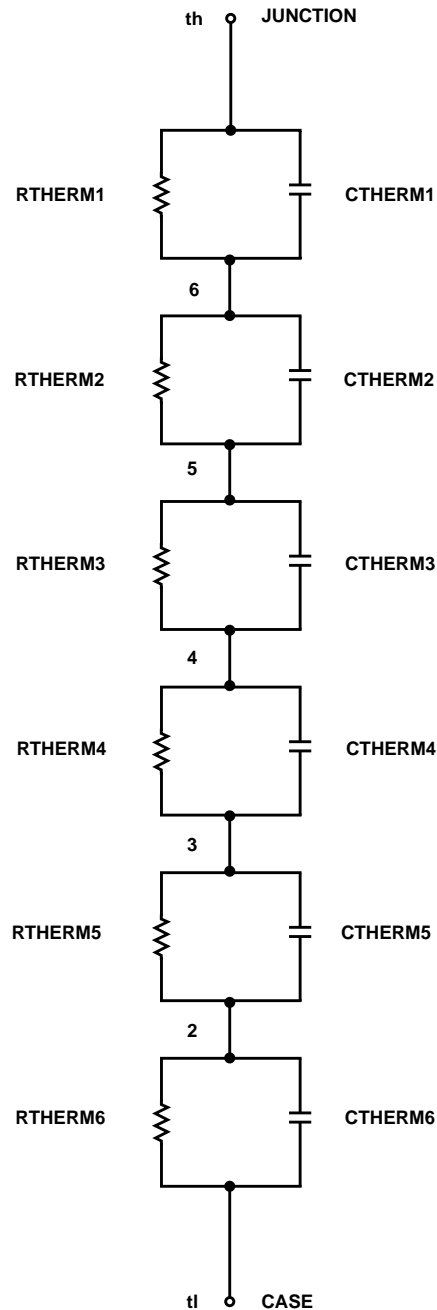 th JUNCTION
RTHERM1 CTHERM1
6
RTHERM2 CTHERM2
5
RTHERM3 CTHERM3
4
RTHERM4 CTHERM4
3
RTHERM5 CTHERM5
2
RTHERM6 CTHERM6
tl CASE